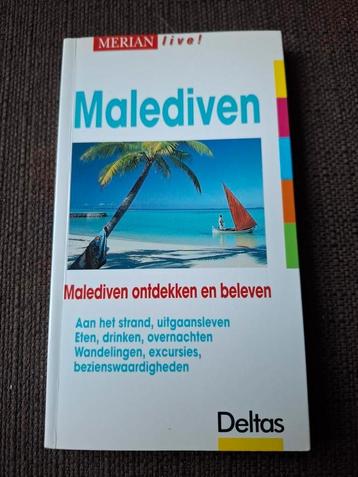 MERIAN live!
Malediven
Malediven ontdekken en beleven
Aan het strand, uitgaansleven
Eten, drinken, overnachten
Wandelingen, excursies,
bezienswaardigheden
Deltas